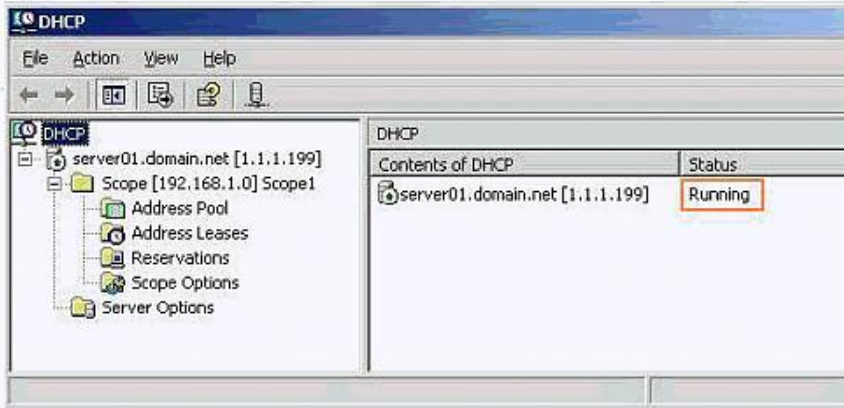 DHCP
File Action View Help
DHCP
server01.domain.net [1.1.1.199]
Scope [192.168.1.0] Scope1
Address Pool
Address Leases
Reservations
Scope Options
Server Options
DHCP
Contents of DHCP Status
server01.domain.net [1.1.1.199] Running